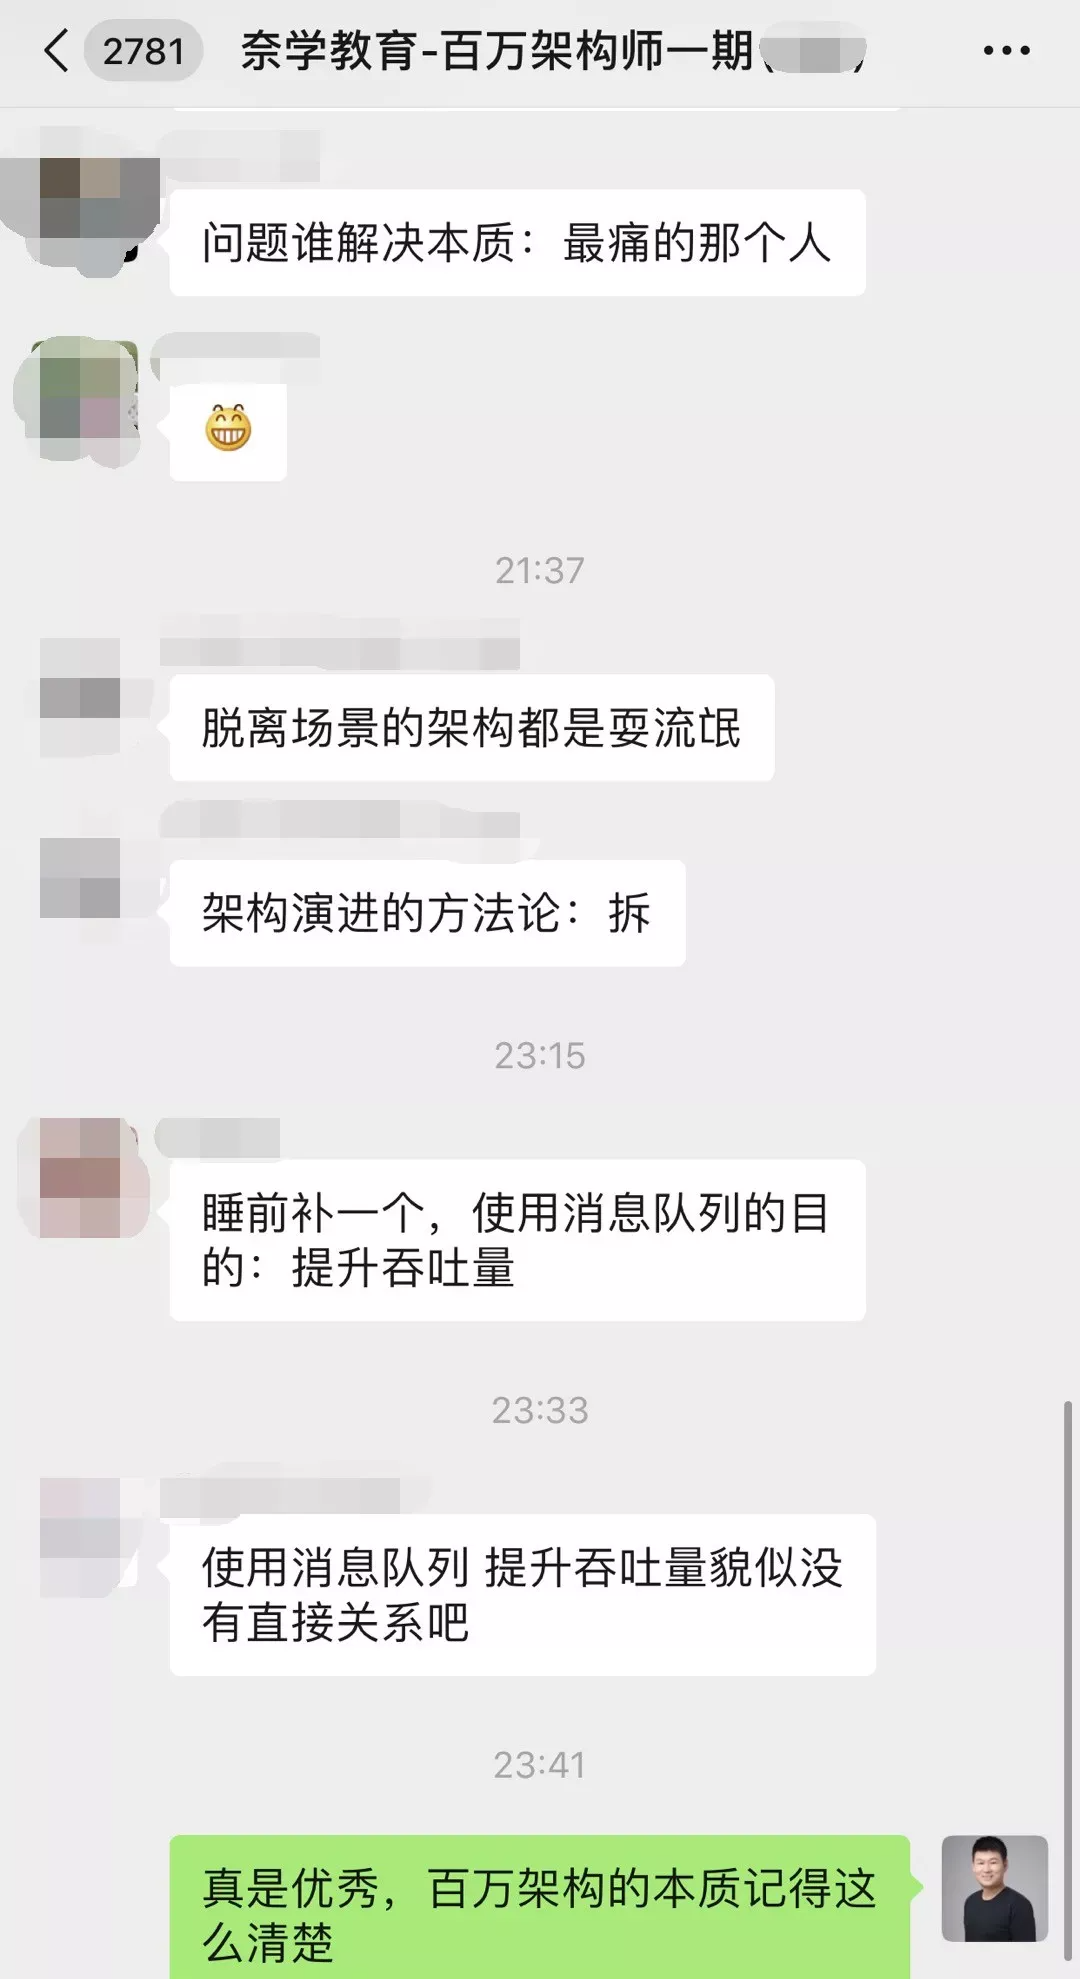 2781
奈学教育-百万架构师一期
问题谁解决本质：最痛的那个人
21:37
脱离场景的架构都是耍流氓
架构演进的方法论：拆
23:15
睡前补一个，使用消息队列的目
的：提升吞吐量
23:33
使用消息队列 提升吞吐量貌似没
有直接关系吧
23:41
真是优秀，百万架构的本质记得这
么清楚